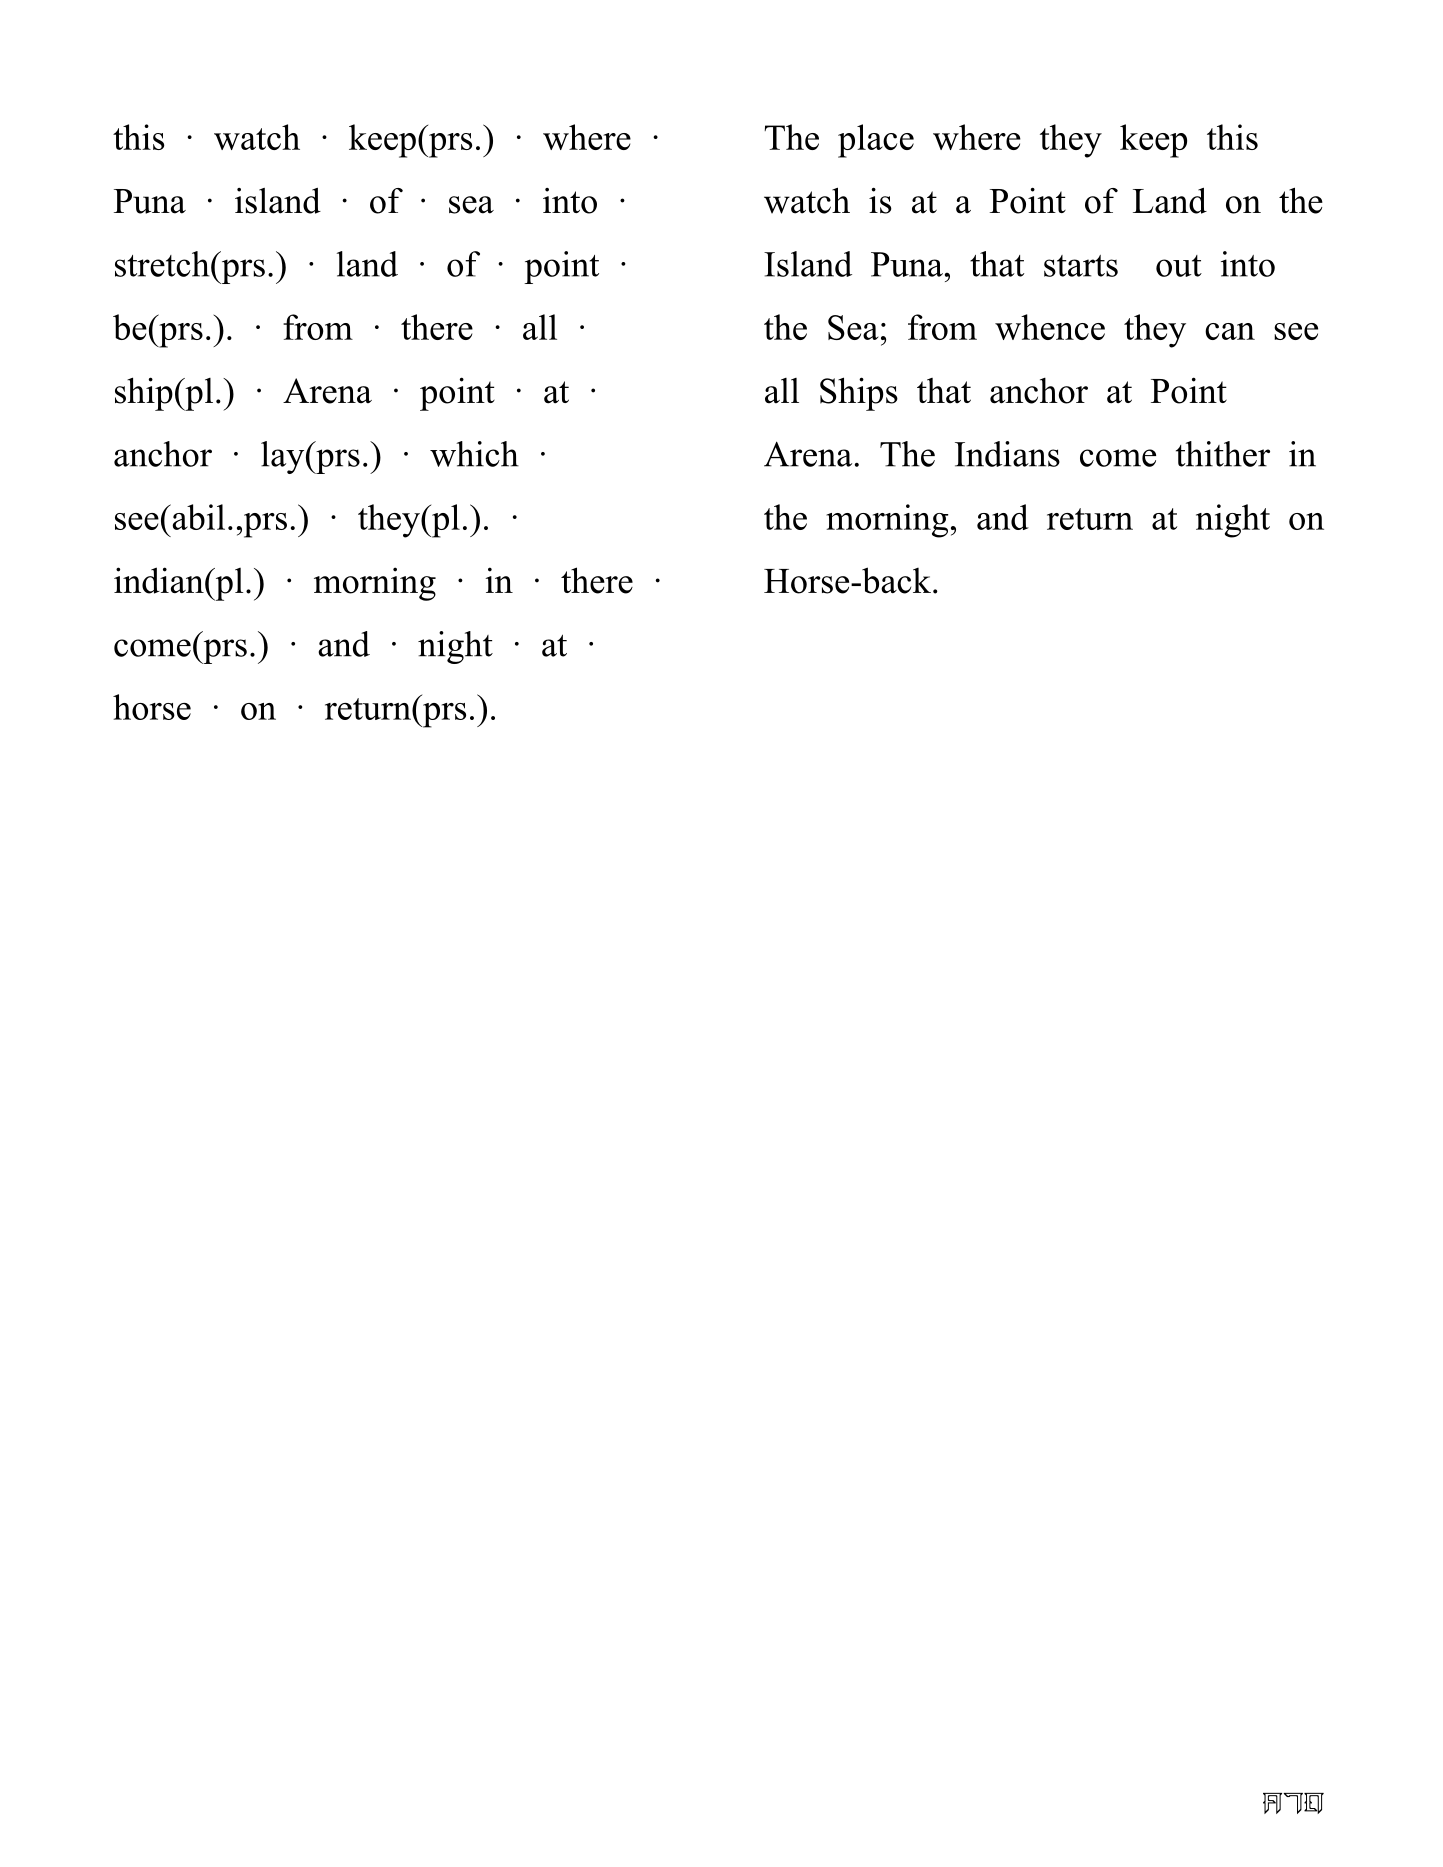 this · watch · keep(prs.) · where ·
Puna · island · of · sea · into ·
stretch(prs.) · land · of · point ·
be(prs.). · from · there · all ·
ship(pl.) · Arena · point · at ·
anchor · lay(prs.) · which ·
see(abil.,prs.) · they(pl.). ·
indian(pl.) · morning · in · there ·
come(prs.) · and · night · at ·
horse · on · return(prs.).
The place where they keep this
watch is at a Point of Land on the
Island Puna, that starts out into
the Sea; from whence they can see
all Ships that anchor at Point
Arena. The Indians come thither in
the morning, and return at night on
Horse-back.